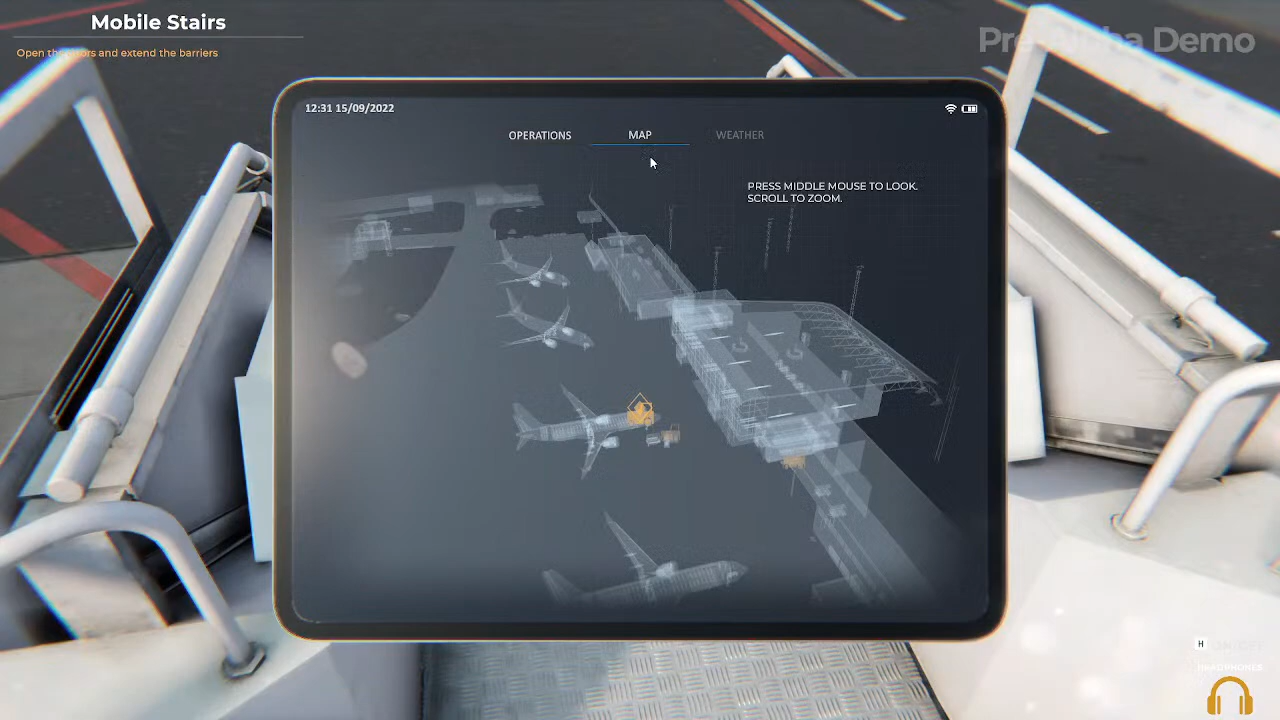 Mobile Stairs
Open the doors and extend the barriers
Pre-Alpha Demo
12:31 15/09/2022
OPERATIONS
MAP
WEATHER
PRESS MIDDLE MOUSE TO LOOK.
SCROLL TO ZOOM.
H
HEADPHONES